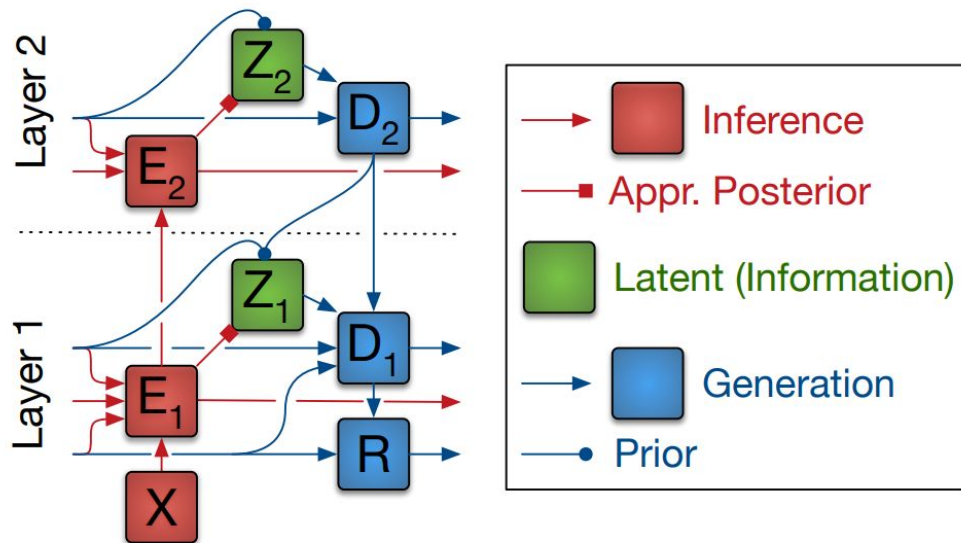 Layer 2
Z2
D2
E2
Layer 1
Z1
D1
E1
R
X
Inference
Appr. Posterior
Latent (Information)
Generation
Prior